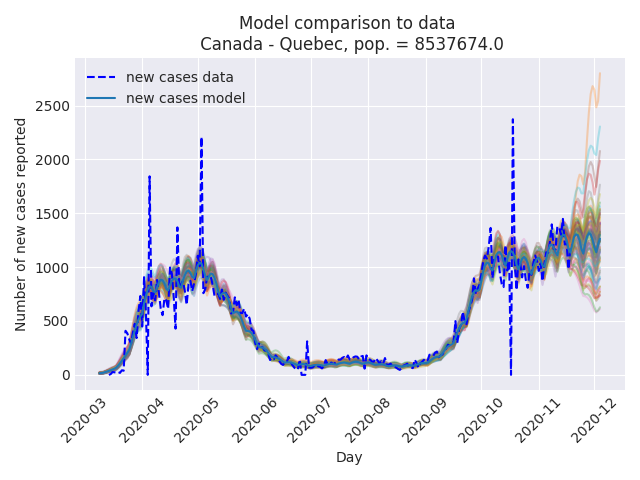 Model comparison to data
Canada - Quebec, pop. = 8537674.0
new cases data
new cases model
Number of new cases reported
2500
2000
1500
1000
500
0
2020-03
2020-04
2020-05
2020-06
2020-07
2020-08
2020-09
2020-10
2020-11
2020-12
Day